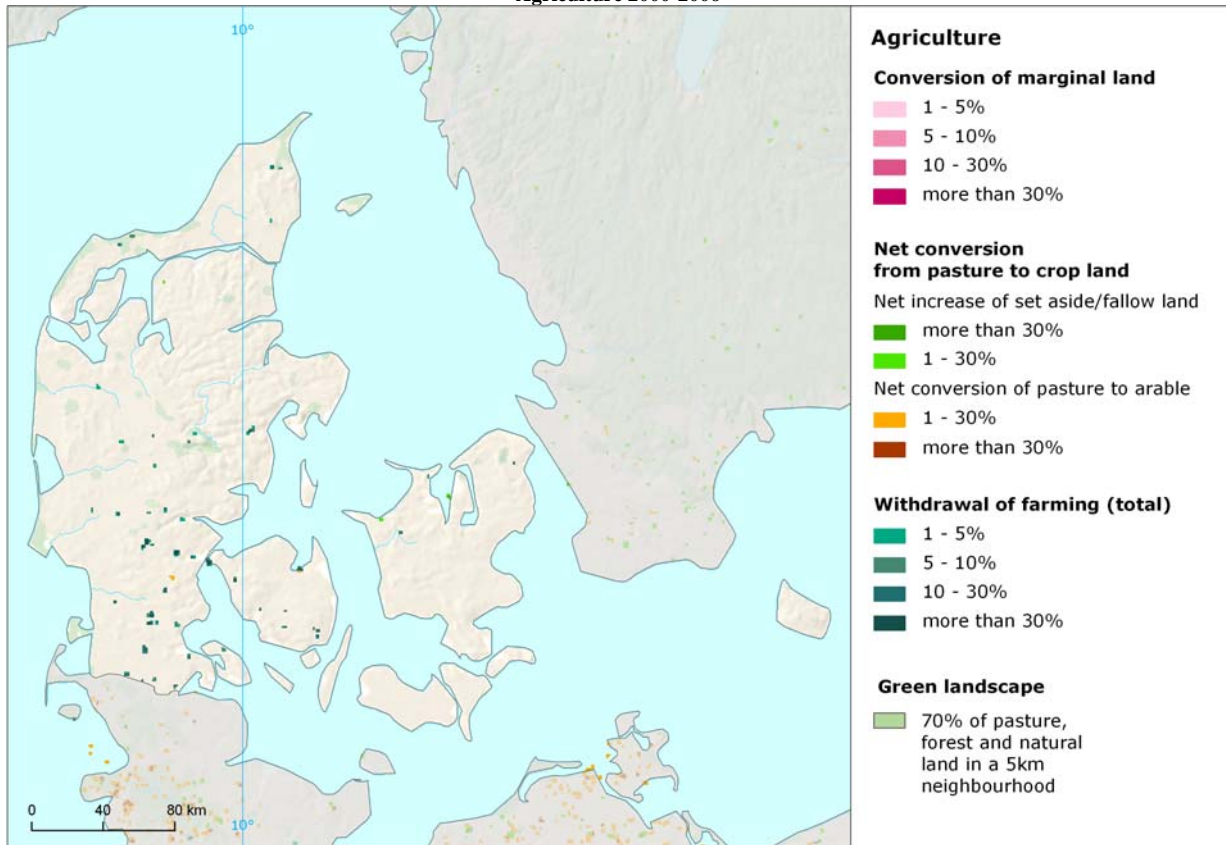 Agriculture 2000-2006
10°
Agriculture
Conversion of marginal land
1 - 5%
5 - 10%
10 - 30%
more than 30%
Net conversion
from pasture to crop land
Net increase of set aside/fallow land
more than 30%
1 - 30%
Net conversion of pasture to arable
1 - 30%
more than 30%
Withdrawal of farming (total)
1 - 5%
5 - 10%
10 - 30%
more than 30%
Green landscape
70% of pasture,
forest and natural
land in a 5km
neighbourhood
0 40 80 km
10°